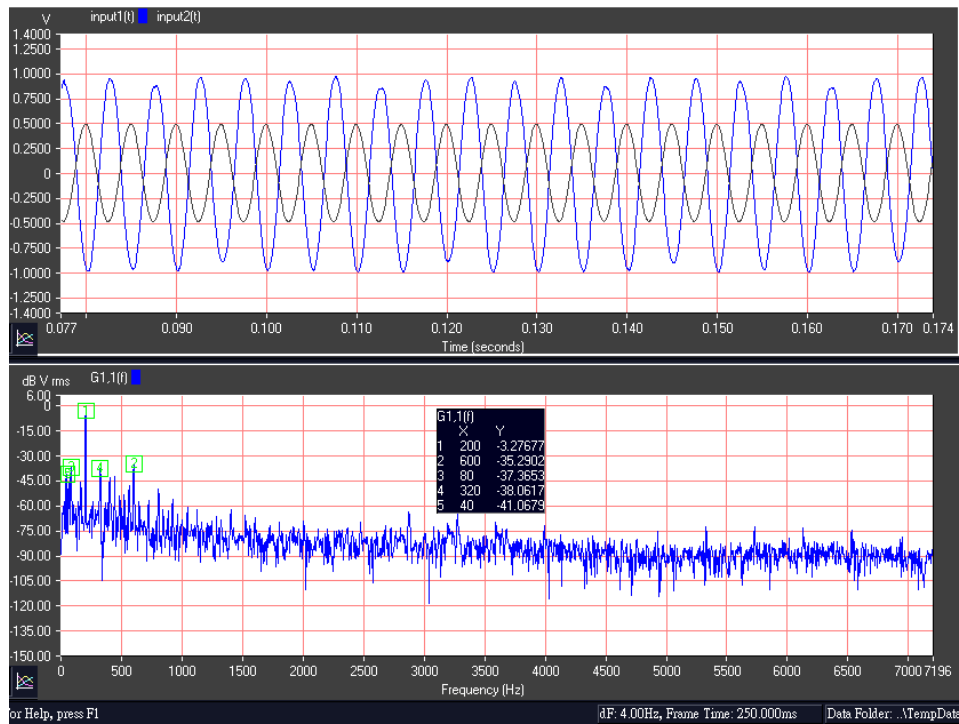 V input1(t) input2(t)
1.4000
1.2500
1.0000
0.7500
0.5000
0.2500
0
-0.2500
-0.5000
-0.7500
-1.0000
-1.2500
-1.4000
0.077 0.090 0.100 0.110 0.120 0.130 0.140 0.150 0.160 0.170 0.174
Time (seconds)
dB V rms G1,1(f)
6.00
0
-15.00
-30.00
-45.00
-60.00
-75.00
-90.00
-105.00
-120.00
-135.00
-150.00
1
2
3
4
G1,1(f)
X Y
1 200 -3.27677
2 600 -35.2902
3 80 -37.3653
4 320 -38.0617
5 40 -41.0679
0 500 1000 1500 2000 2500 3000 3500 4000 4500 5000 5500 6000 6500 7000 7196
Frequency (Hz)
or Help, press F1 dF: 4.00Hz, Frame Time: 250.000ms Data Folder: ..\TempData